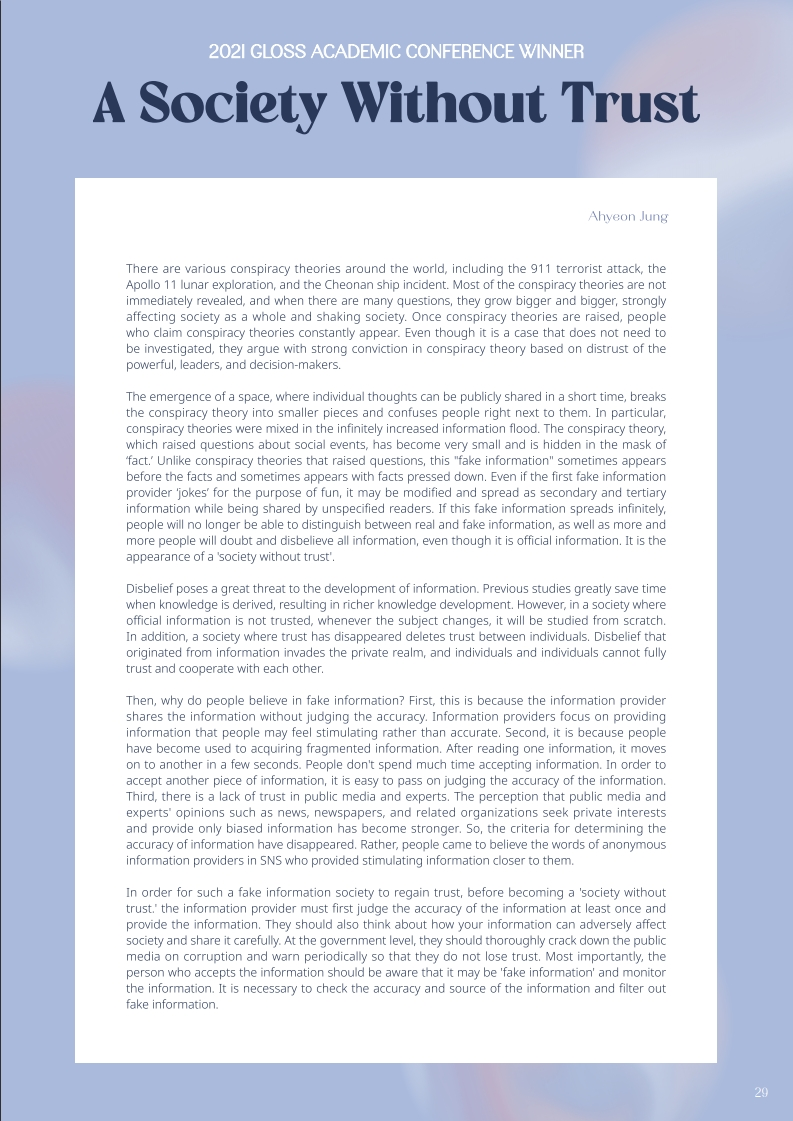 2021 GLOSS ACADEMIC CONFERENCE WINNER
A Society Without Trust
Ahyeon Jung
There are various conspiracy theories around the world, including the 911 terrorist attack, the
Apollo 11 lunar exploration, and the Cheonan ship incident. Most of the conspiracy theories are not
immediately revealed, and when there are many questions, they grow bigger and bigger, strongly
affecting society as a whole and shaking society. Once conspiracy theories are raised, people
who claim conspiracy theories constantly appear. Even though it is a case that does not need to
be investigated, they argue with strong conviction in conspiracy theory based on distrust of the
powerful, leaders, and decision-makers.
The emergence of a space, where individual thoughts can be publicly shared in a short time, breaks
the conspiracy theory into smaller pieces and confuses people right next to them. In particular,
conspiracy theories were mixed in the infinitely increased information flood. The conspiracy theory,
which raised questions about social events, has become very small and is hidden in the mask of
'fact.' Unlike conspiracy theories that raised questions, this "fake information" sometimes appears
before the facts and sometimes appears with facts pressed down. Even if the first fake information
provider 'jokes' for the purpose of fun, it may be modified and spread as secondary and tertiary
information while being shared by unspecified readers. If this fake information spreads infinitely,
people will no longer be able to distinguish between real and fake information, as well as more and
more people will doubt and disbelieve all information, even though it is official information. It is the
appearance of a 'society without trust'.
Disbelief poses a great threat to the development of information. Previous studies greatly save time
when knowledge is derived, resulting in richer knowledge development. However, in a society where
official information is not trusted, whenever the subject changes, it will be studied from scratch.
In addition, a society where trust has disappeared deletes trust between individuals. Disbelief that
originated from information invades the private realm, and individuals and individuals cannot fully
trust and cooperate with each other.
Then, why do people believe in fake information? First, this is because the information provider
shares the information without judging the accuracy. Information providers focus on providing
information that people may feel stimulating rather than accurate. Second, it is because people
have become used to acquiring fragmented information. After reading one information, it moves
on to another in a few seconds. People don't spend much time accepting information. In order to
accept another piece of information, it is easy to pass on judging the accuracy of the information.
Third, there is a lack of trust in public media and experts. The perception that public media and
experts' opinions such as news, newspapers, and related organizations seek private interests
and provide only biased information has become stronger. So, the criteria for determining the
accuracy of information have disappeared. Rather, people came to believe the words of anonymous
information providers in SNS who provided stimulating information closer to them.
In order for such a fake information society to regain trust, before becoming a 'society without
trust.' the information provider must first judge the accuracy of the information at least once and
provide the information. They should also think about how your information can adversely affect
society and share it carefully. At the government level, they should thoroughly crack down the public
media on corruption and warn periodically so that they do not lose trust. Most importantly, the
person who accepts the information should be aware that it may be 'fake information' and monitor
the information. It is necessary to check the accuracy and source of the information and filter out
fake information.
29